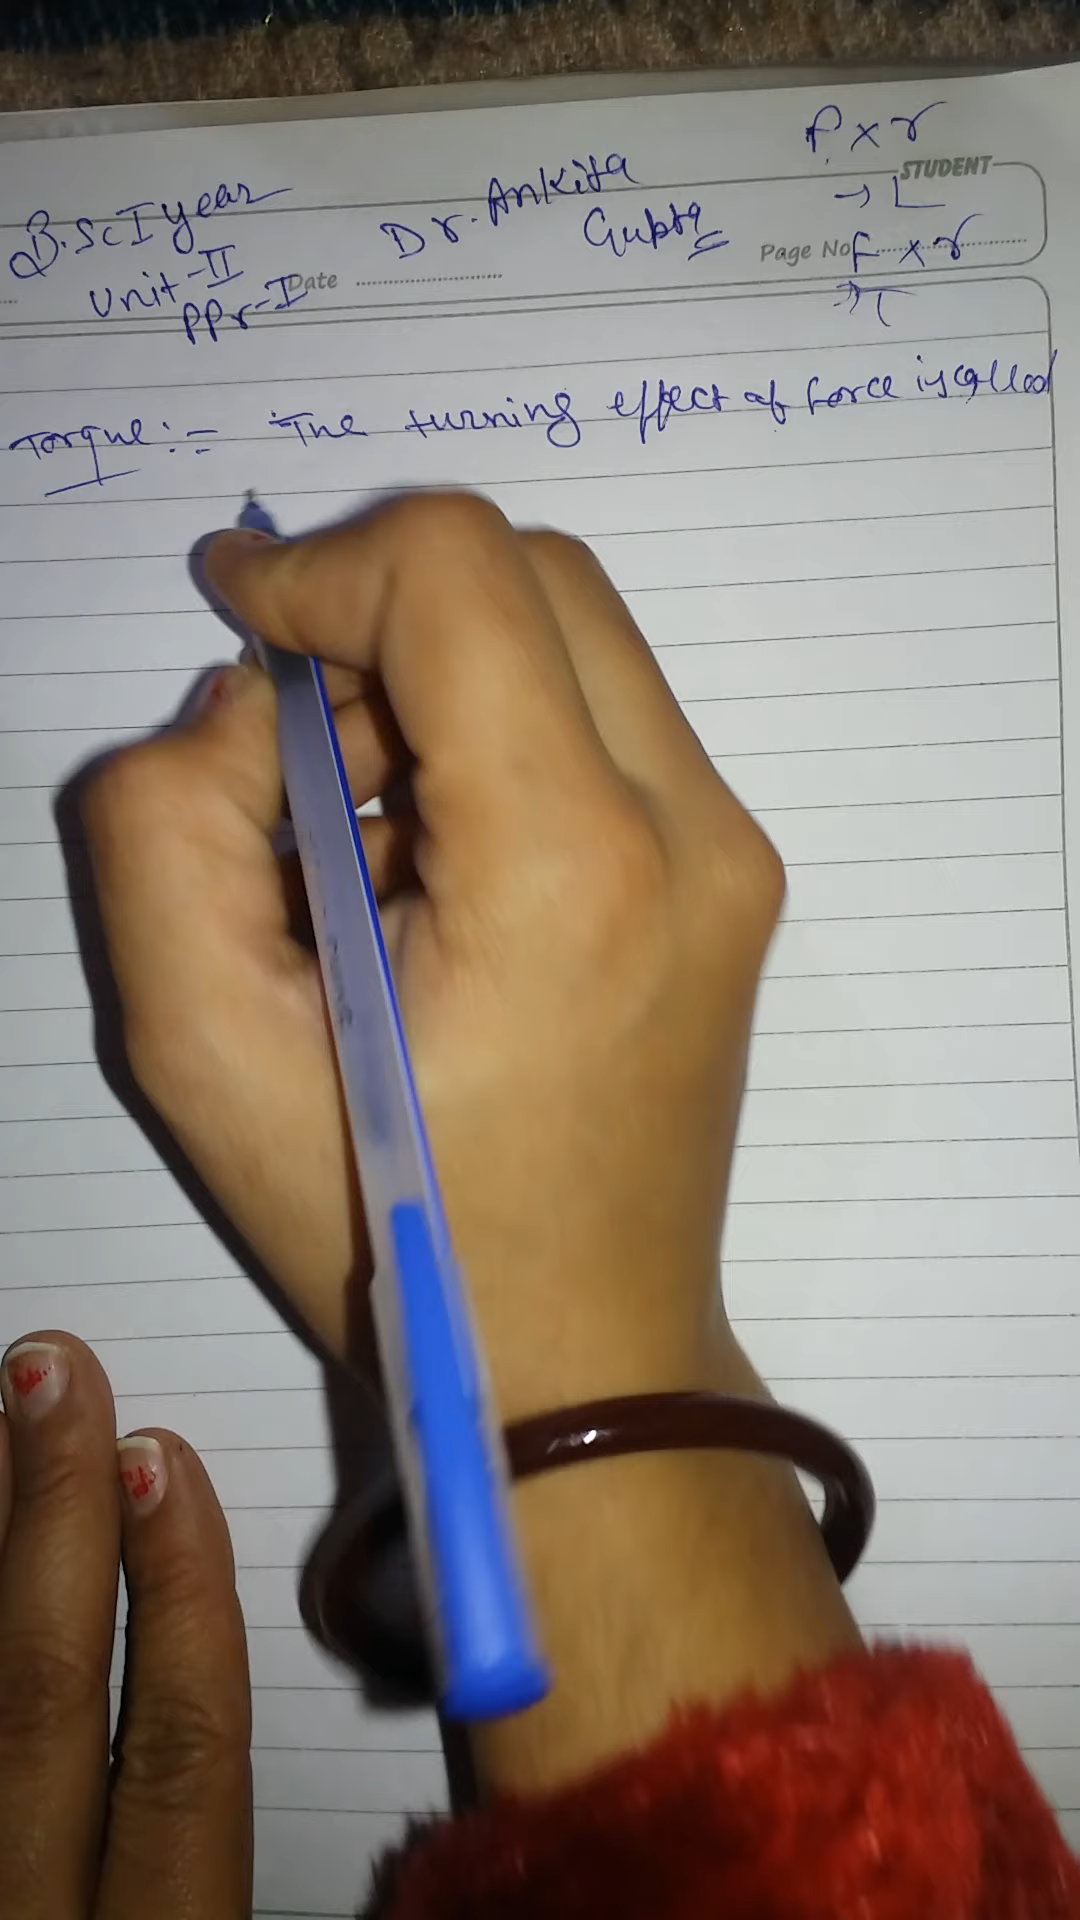 P × r
STUDENT
→ L
B.Sc I year
Dr. Ankita
Gupta
Unit-II
Page No.
F × r
PPr-I
Date
→ τ
Torque:= The turning effect of force is called